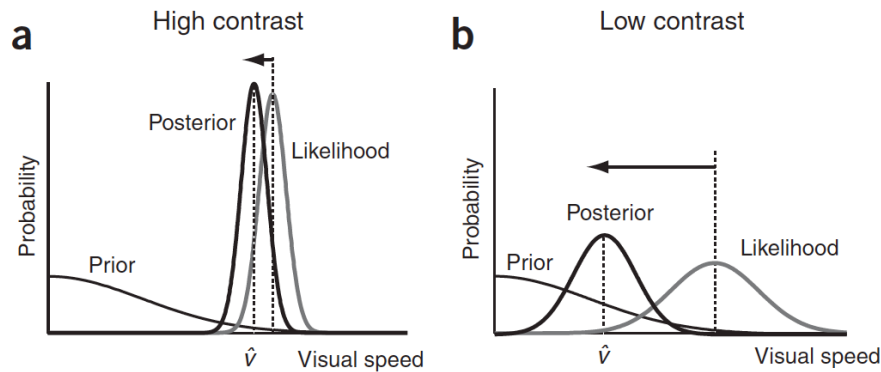 a
High contrast
Probability
Posterior
Likelihood
Prior
v̂
Visual speed
b
Low contrast
Probability
Posterior
Likelihood
Prior
v̂
Visual speed